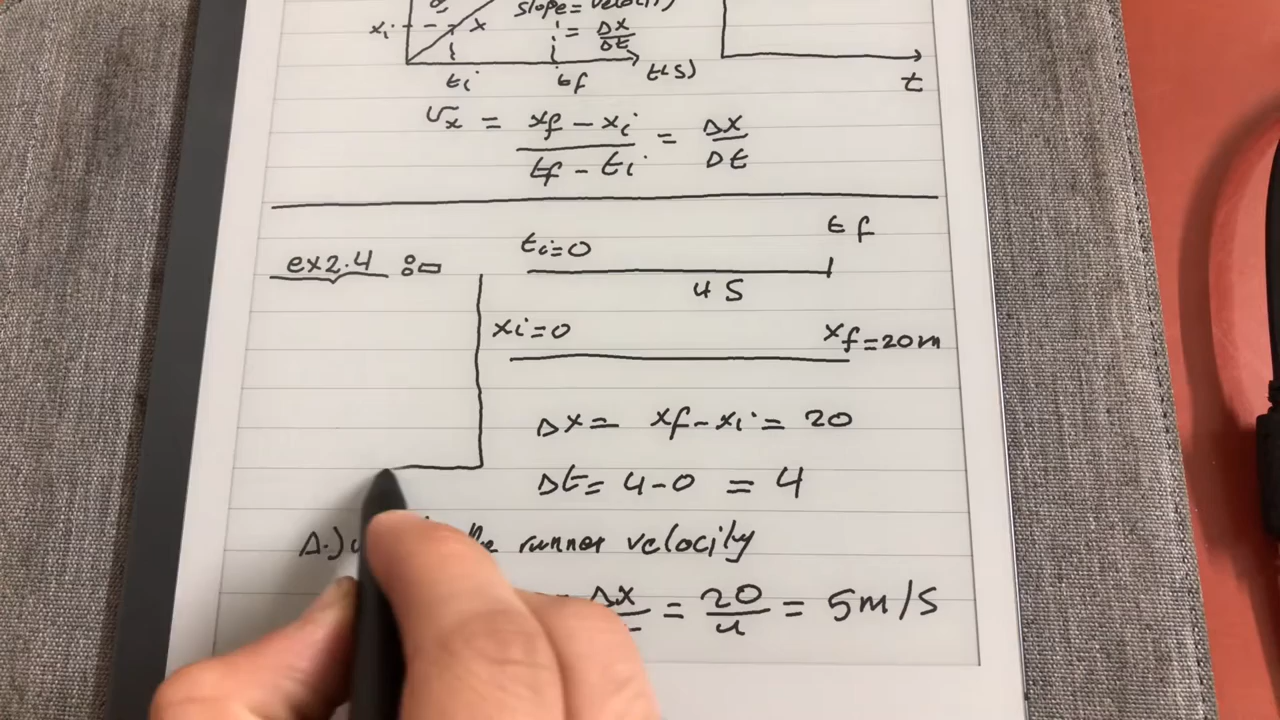 slope = velocity
xi x = Δx/Δt
ti tf t(s)
t
vx = xf - xi / tf - ti = Δx / Δt
ex2.4 :-
ti=0 tf
4 S
xi=0 xf=20m
Δx= xf-xi= 20
Δt= 4-0 = 4
A.) runner velocity
Δx = 20/4 = 5m/s